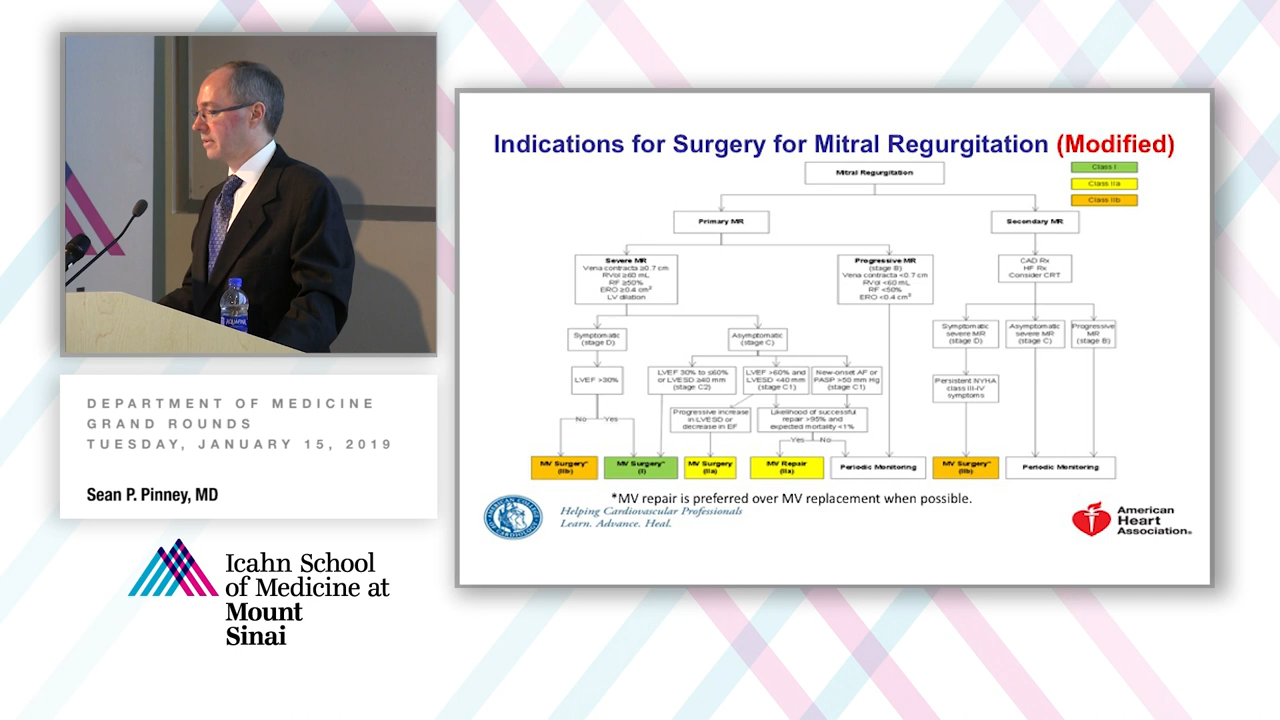 DEPARTMENT OF MEDICINE
GRAND ROUNDS
TUESDAY, JANUARY 15, 2019
Sean P. Pinney, MD
Icahn School
of Medicine at
Mount
Sinai
Indications for Surgery for Mitral Regurgitation (Modified)
Mitral Regurgitation
Class I
Class IIa
Class IIb
Primary MR
Secondary MR
Severe MR
Vena contracta ≥0.7 cm
RVol ≥60 mL
RF ≥50%
ERO ≥0.4 cm²
LV dilation
Progressive MR
(stage B)
Vena contracta <0.7 cm
RVol <60 mL
RF <50%
ERO <0.4 cm²
CAD Rx
HF Rx
Consider CRT
Symptomatic
(stage D)
Asymptomatic
(stage C)
Symptomatic
severe MR
(stage D)
Asymptomatic
severe MR
(stage C)
Progressive
MR
(stage B)
LVEF >30%
LVEF 30% to ≤60%
or LVESD ≥40 mm
(stage C2)
LVEF >60% and
LVESD <40 mm
(stage C1)
New-onset AF or
PASP >50 mm Hg
(stage C1)
Persistent NYHA
class III-IV
symptoms
Progressive increase
in LVESD or
decrease in EF
Likelihood of successful
repair >95% and
expected mortality <1%
No
Yes
Yes
No
MV Surgery*
(IIb)
MV Surgery*
(I)
MV Surgery
(IIa)
MV Repair
(IIa)
Periodic Monitoring
MV Surgery*
(IIb)
Periodic Monitoring
*MV repair is preferred over MV replacement when possible.
Helping Cardiovascular Professionals
Learn. Advance. Heal.
American
Heart
Association®